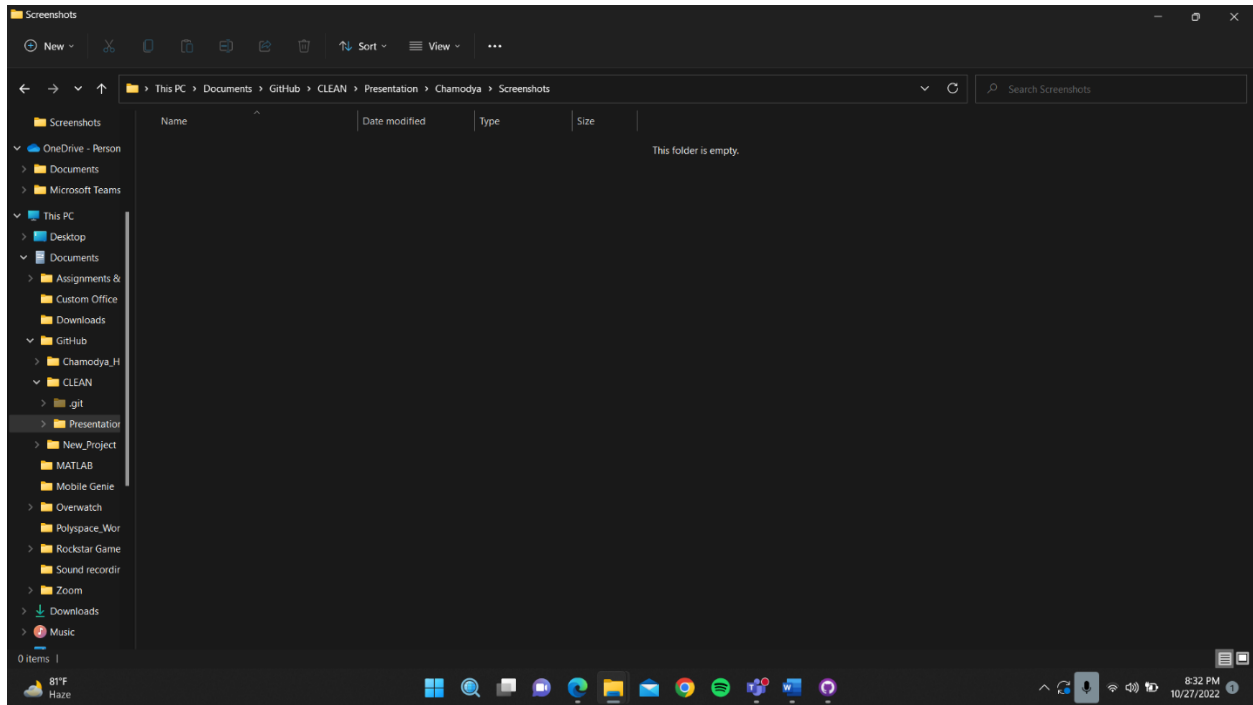 Screenshots
New
Sort
View
This PC > Documents > GitHub > CLEAN > Presentation > Chamodya > Screenshots
Search Screenshots
Screenshots
OneDrive - Person
Documents
Microsoft Teams
This PC
Desktop
Documents
Assignments &
Custom Office
Downloads
GitHub
Chamodya_H
CLEAN
.git
Presentation
New_Project
MATLAB
Mobile Genie
Overwatch
Polyspace_Wor
Rockstar Game
Sound recordir
Zoom
Downloads
Music
Name Date modified Type Size
This folder is empty.
0 items
81°F
Haze
8:32 PM
10/27/2022
1